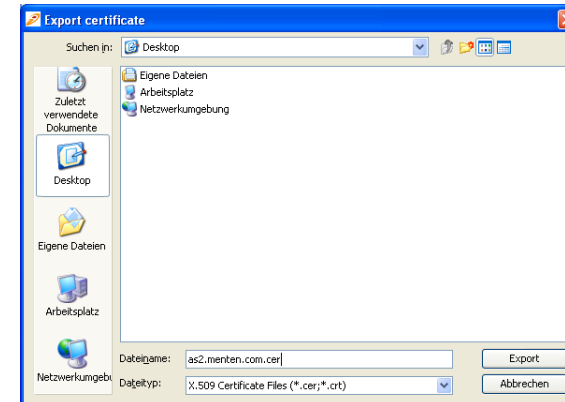 Export certificate
Suchen in: Desktop
Zuletzt
verwendete
Dokumente
Desktop
Eigene Dateien
Arbeitsplatz
Netzwerkumgebu
Eigene Dateien
Arbeitsplatz
Netzwerkumgebung
Dateiname: as2.menten.com.cer Export
Dateityp: X.509 Certificate Files (*.cer;*.crt) Abbrechen